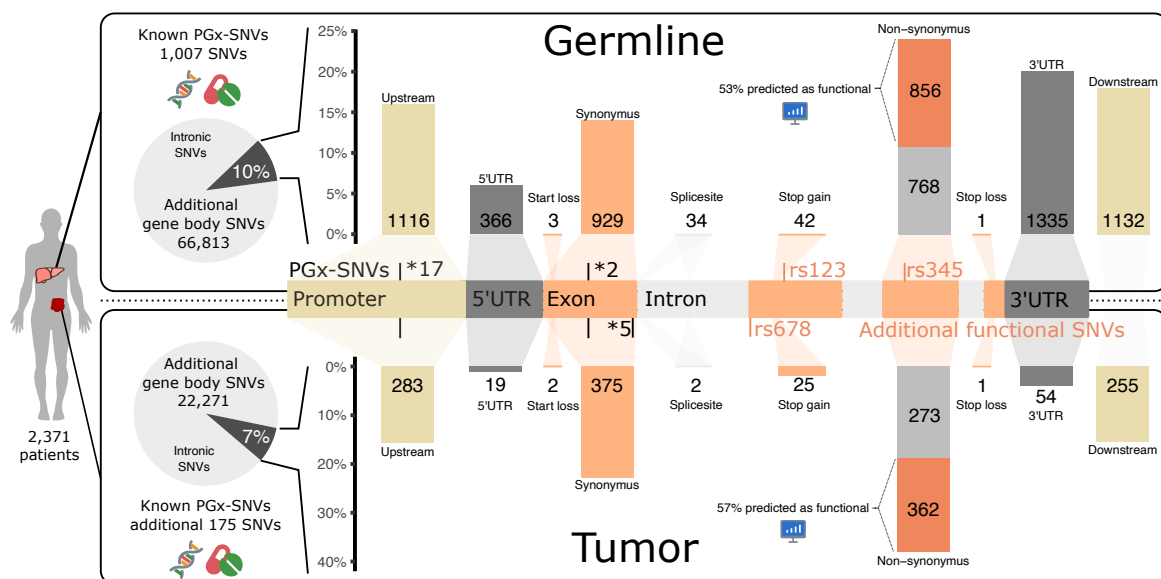 Known PGx-SNVs
1,007 SNVs
Intronic
SNVs
10%
Additional
gene body SNVs
66,813
25%
20%
15%
10%
5%
0%
Germline
Upstream
1116
5'UTR
366
Start loss
3
Synonymus
929
Splicesite
34
Stop gain
42
53% predicted as functional
Non-synonymus
856
768
Stop loss
1
3'UTR
1335
Downstream
1132
PGx-SNVs
*17
*2
rs123
rs345
Promoter
5'UTR
Exon
Intron
3'UTR
*5
rs678
Additional functional SNVs
2,371
patients
Additional
gene body SNVs
22,271
7%
Intronic
SNVs
Known PGx-SNVs
additional 175 SNVs
0%
10%
20%
30%
40%
283
Upstream
19
5'UTR
2
Start loss
375
Synonymus
2
Splicesite
25
Stop gain
273
57% predicted as functional
362
Non-synonymus
1
Stop loss
54
3'UTR
255
Downstream
Tumor